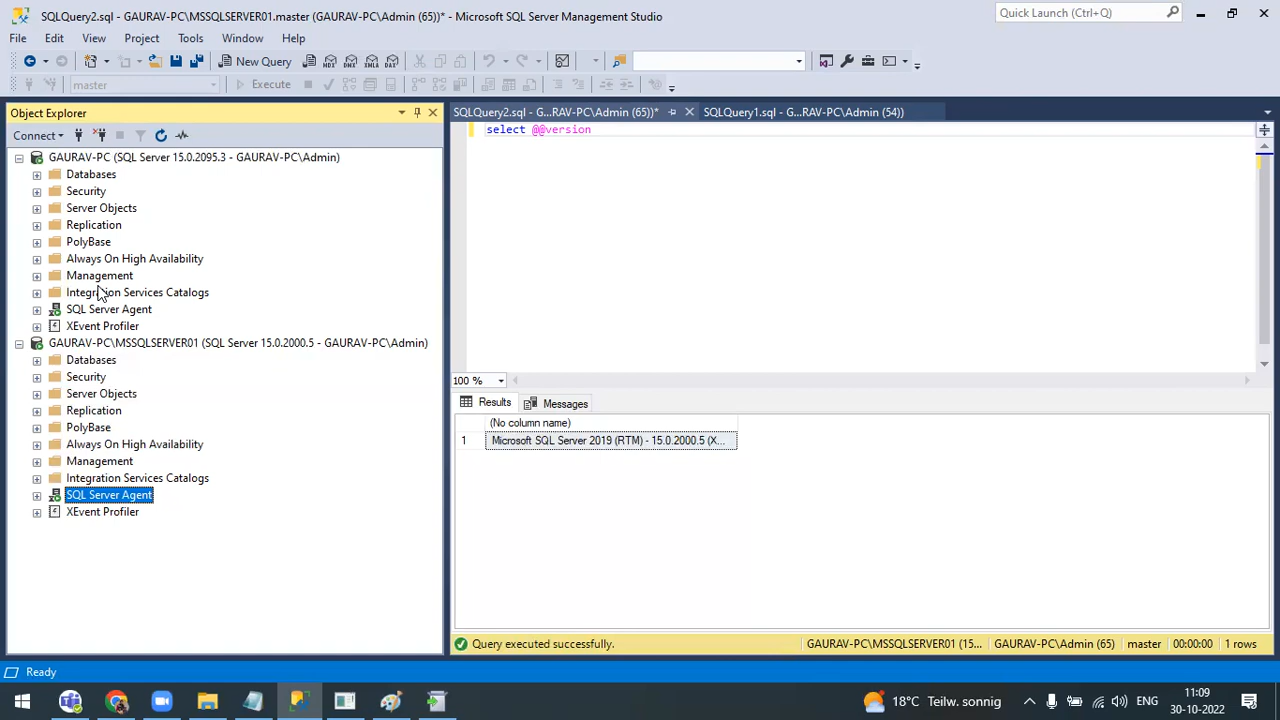 SQLQuery2.sql - GAURAV-PC\MSSQLSERVER01.master (GAURAV-PC\Admin (65))* - Microsoft SQL Server Management Studio
Quick Launch (Ctrl+Q)
File Edit View Project Tools Window Help
New Query
MDX DMX XMLA DAX
master
Execute
Object Explorer
SQLQuery2.sql - G...RAV-PC\Admin (65))*
SQLQuery1.sql - G...RAV-PC\Admin (54))
Connect
select @@version
GAURAV-PC (SQL Server 15.0.2095.3 - GAURAV-PC\Admin)
Databases
Security
Server Objects
Replication
PolyBase
Always On High Availability
Management
Integration Services Catalogs
SQL Server Agent
XEvent Profiler
GAURAV-PC\MSSQLSERVER01 (SQL Server 15.0.2000.5 - GAURAV-PC\Admin)
Databases
Security
Server Objects
Replication
PolyBase
Always On High Availability
Management
Integration Services Catalogs
SQL Server Agent
XEvent Profiler
100 %
Results
Messages
(No column name)
1 Microsoft SQL Server 2019 (RTM) - 15.0.2000.5 (X...
Query executed successfully.
GAURAV-PC\MSSQLSERVER01 (15...
GAURAV-PC\Admin (65)
master
00:00:00
1 rows
Ready
18°C Teilw. sonnig
ENG
11:09
30-10-2022